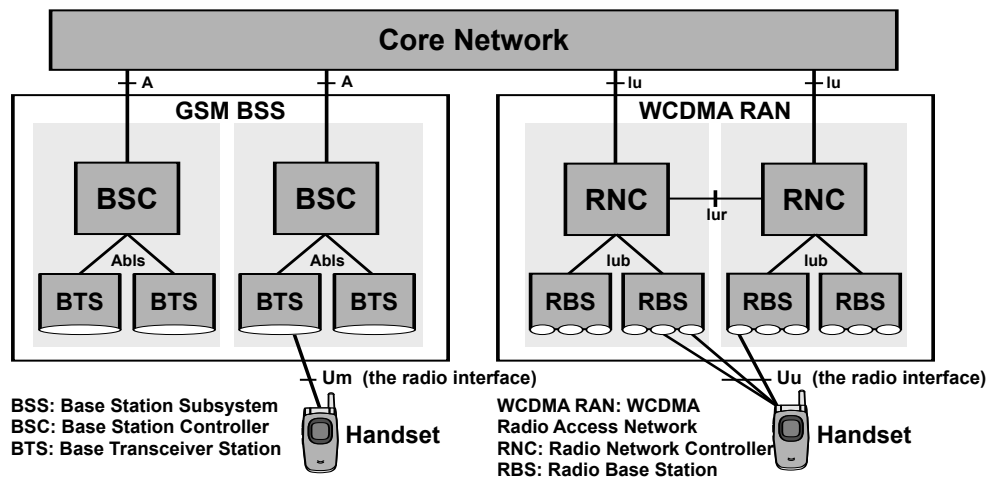 Core Network
A
A
Iu
Iu
GSM BSS
WCDMA RAN
BSC
BSC
RNC
RNC
Iur
Abls
Abls
Iub
Iub
BTS
BTS
BTS
BTS
RBS
RBS
RBS
RBS
Um (the radio interface)
Uu (the radio interface)
BSS: Base Station Subsystem
BSC: Base Station Controller
BTS: Base Transceiver Station
Handset
WCDMA RAN: WCDMA
Radio Access Network
RNC: Radio Network Controller
RBS: Radio Base Station
Handset